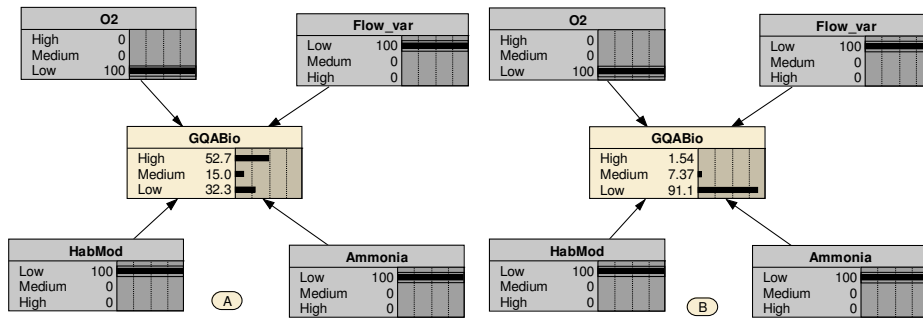 O2
High 0
Medium 0
Low 100
Flow_var
Low 100
Medum 0
High 0
GQABio
High 52.7
Medium 15.0
Low 32.3
HabMod
Low 100
Medium 0
High 0
Ammonia
Low 100
Medium 0
High 0
A
O2
High 0
Medium 0
Low 100
Flow_var
Low 100
Medum 0
High 0
GQABio
High 1.54
Medium 7.37
Low 91.1
HabMod
Low 100
Medium 0
High 0
Ammonia
Low 100
Medium 0
High 0
B